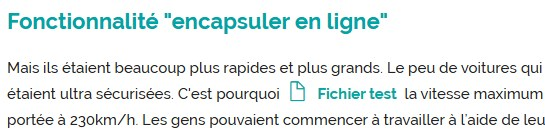 Fonctionnalité "encapsuler en ligne"
Mais ils étaient beaucoup plus rapides et plus grands. Le peu de voitures qui
étaient ultra sécurisées. C'est pourquoi Fichier test la vitesse maximum
portée à 230km/h. Les gens pouvaient commencer à travailler à l'aide de leu